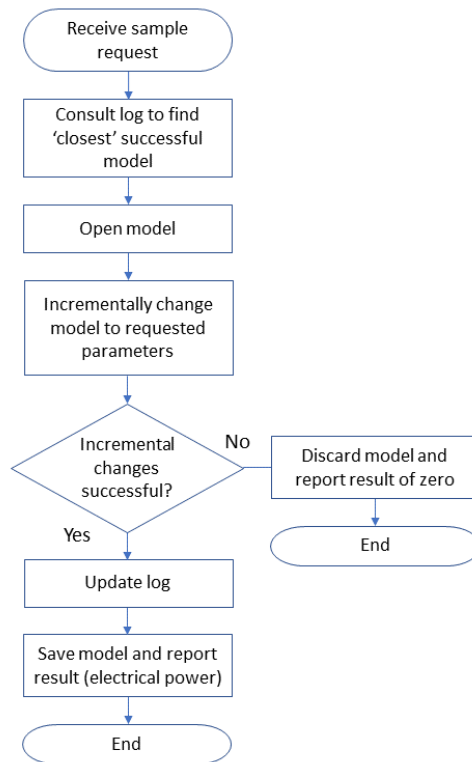 Receive sample
request
Consult log to find
‘closest’ successful
model
Open model
Incrementally change
model to requested
parameters
Incremental
changes
successful?
No
Discard model and
report result of zero
End
Yes
Update log
Save model and report
result (electrical power)
End